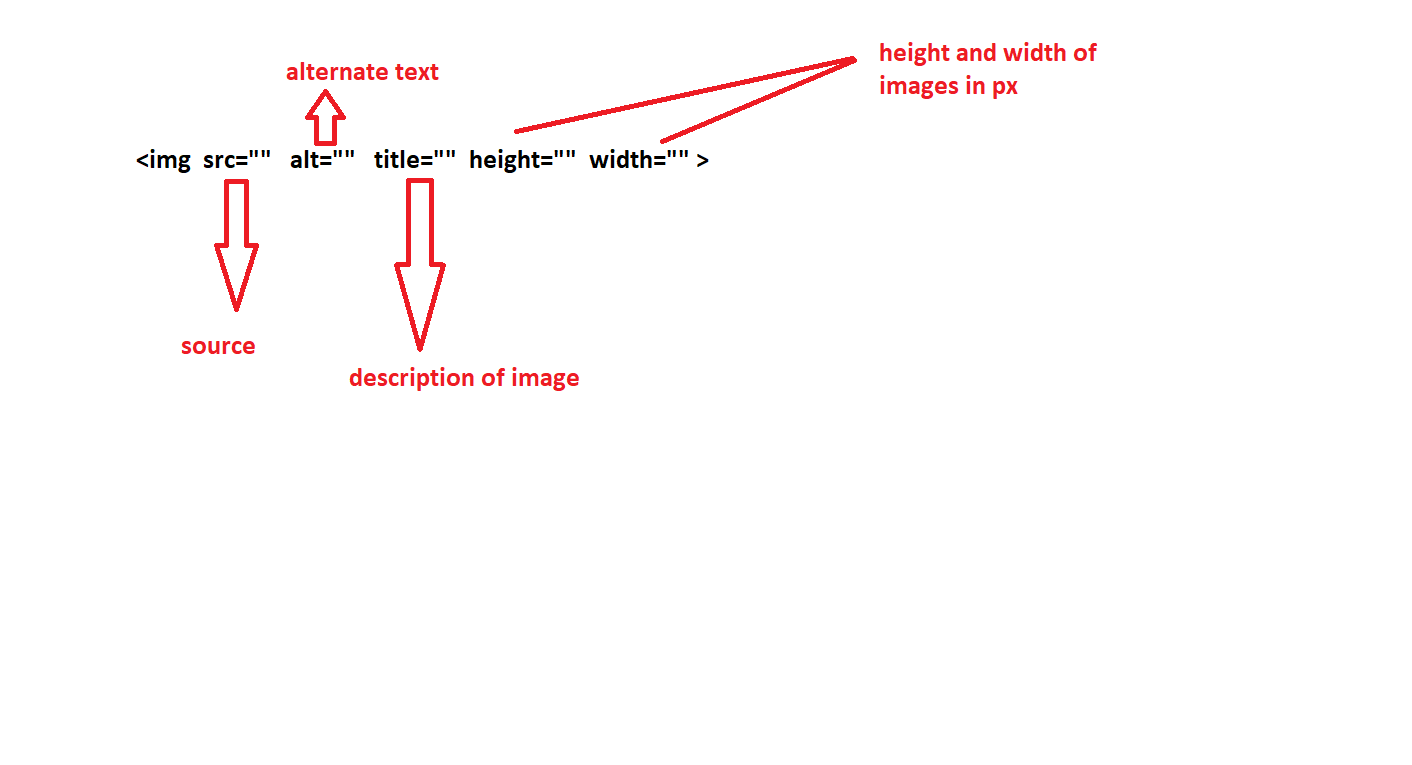 alternate text
height and width of
images in px
<img  src=""   alt=""   title=""  height=""  width="" >
source
description of image